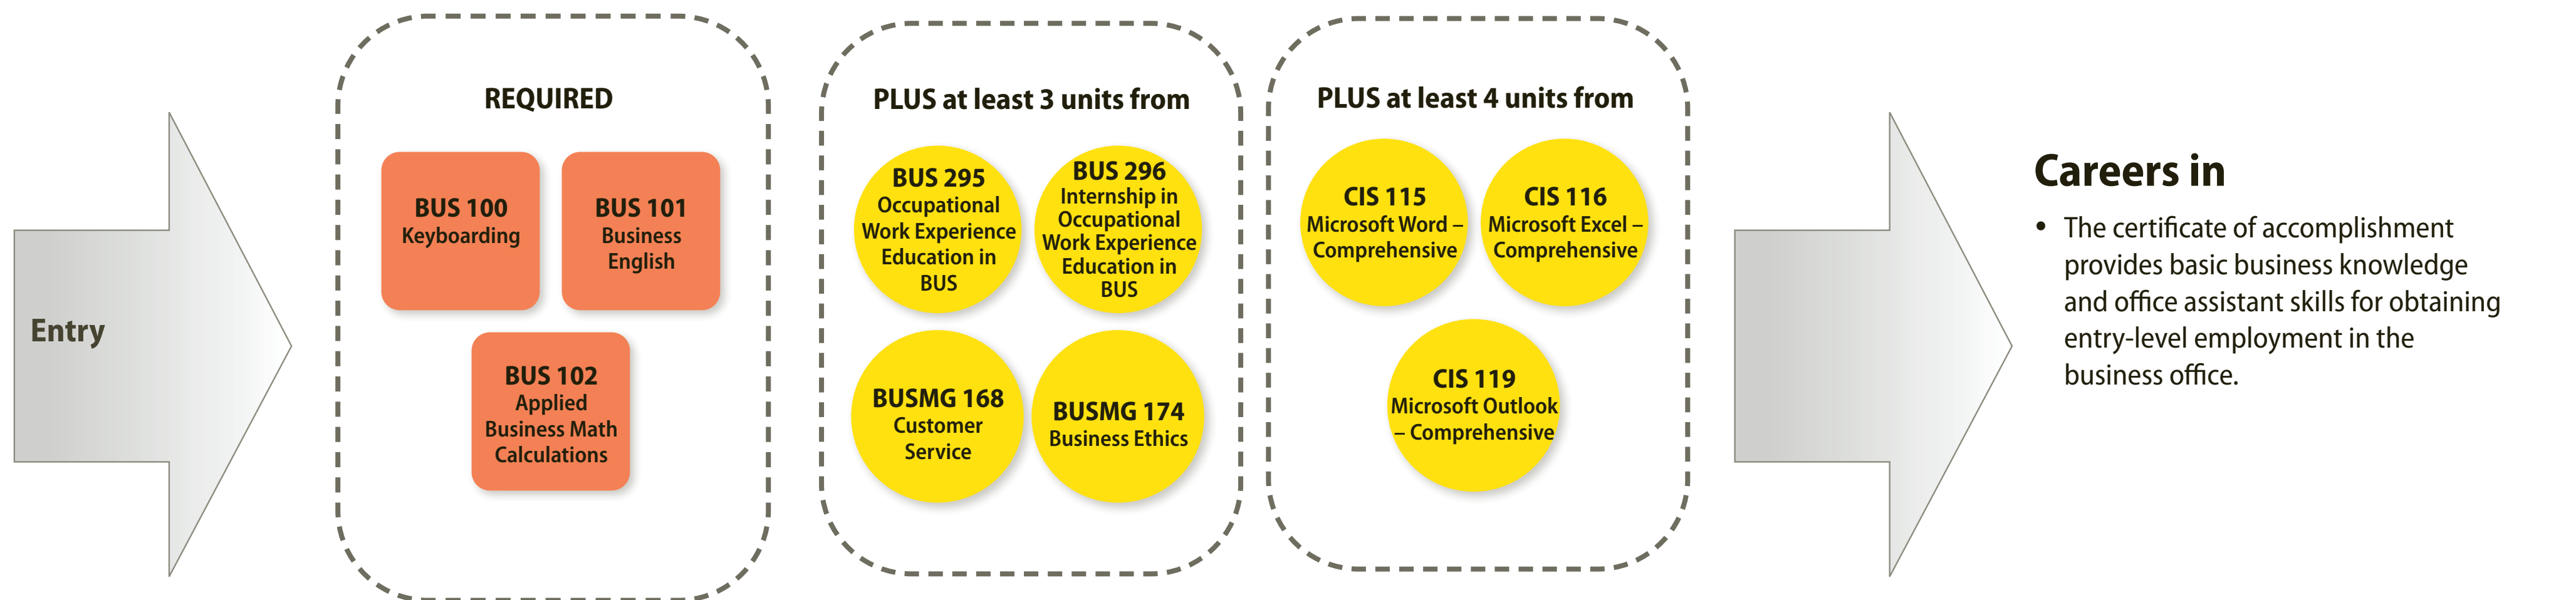 Entry
REQUIRED
BUS 100
Keyboarding
BUS 101
Business
English
BUS 102
Applied
Business Math
Calculations
PLUS at least 3 units from
BUS 295
Occupational
Work Experience
Education in
BUS
BUS 296
Internship in
Occupational
Work Experience
Education in
BUS
BUSMG 168
Customer
Service
BUSMG 174
Business Ethics
PLUS at least 4 units from
CIS 115
Microsoft Word –
Comprehensive
CIS 116
Microsoft Excel –
Comprehensive
CIS 119
Microsoft Outlook
– Comprehensive
Careers in
• The certificate of accomplishment
provides basic business knowledge
and office assistant skills for obtaining
entry-level employment in the
business office.